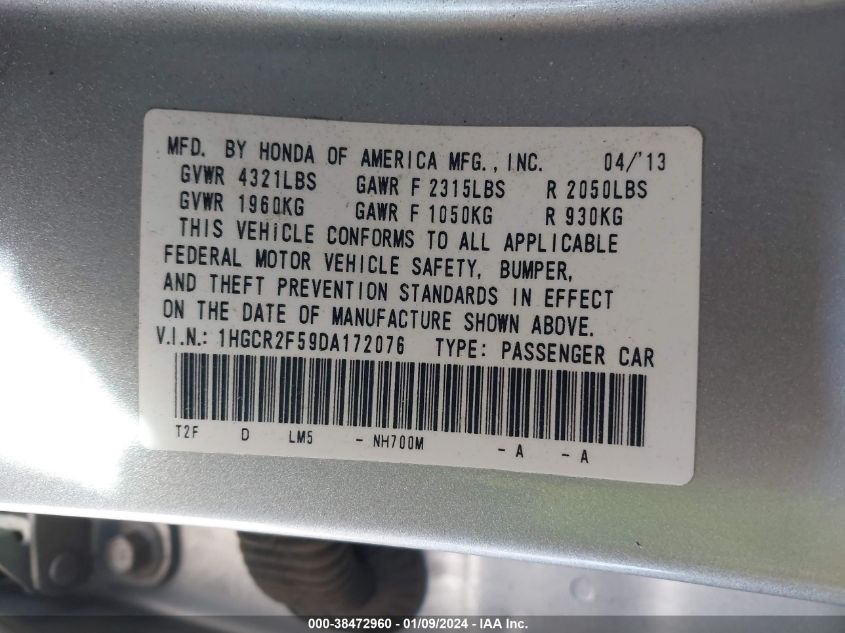 MFD. BY HONDA OF AMERICA MFG., INC. 04/'13
GVWR 4321LBS GAWR F 2315LBS R 2050LBS
GVWR 1960KG GAWR F 1050KG R 930KG
THIS VEHICLE CONFORMS TO ALL APPLICABLE
FEDERAL MOTOR VEHICLE SAFETY, BUMPER,
AND THEFT PREVENTION STANDARDS IN EFFECT
ON THE DATE OF MANUFACTURE SHOWN ABOVE.
V.I.N.: 1HGCR2F59DA172076 TYPE: PASSENGER CAR
T2F D LM5 - NH700M - A - A
000-38472960 - 01/09/2024 - IAA Inc.